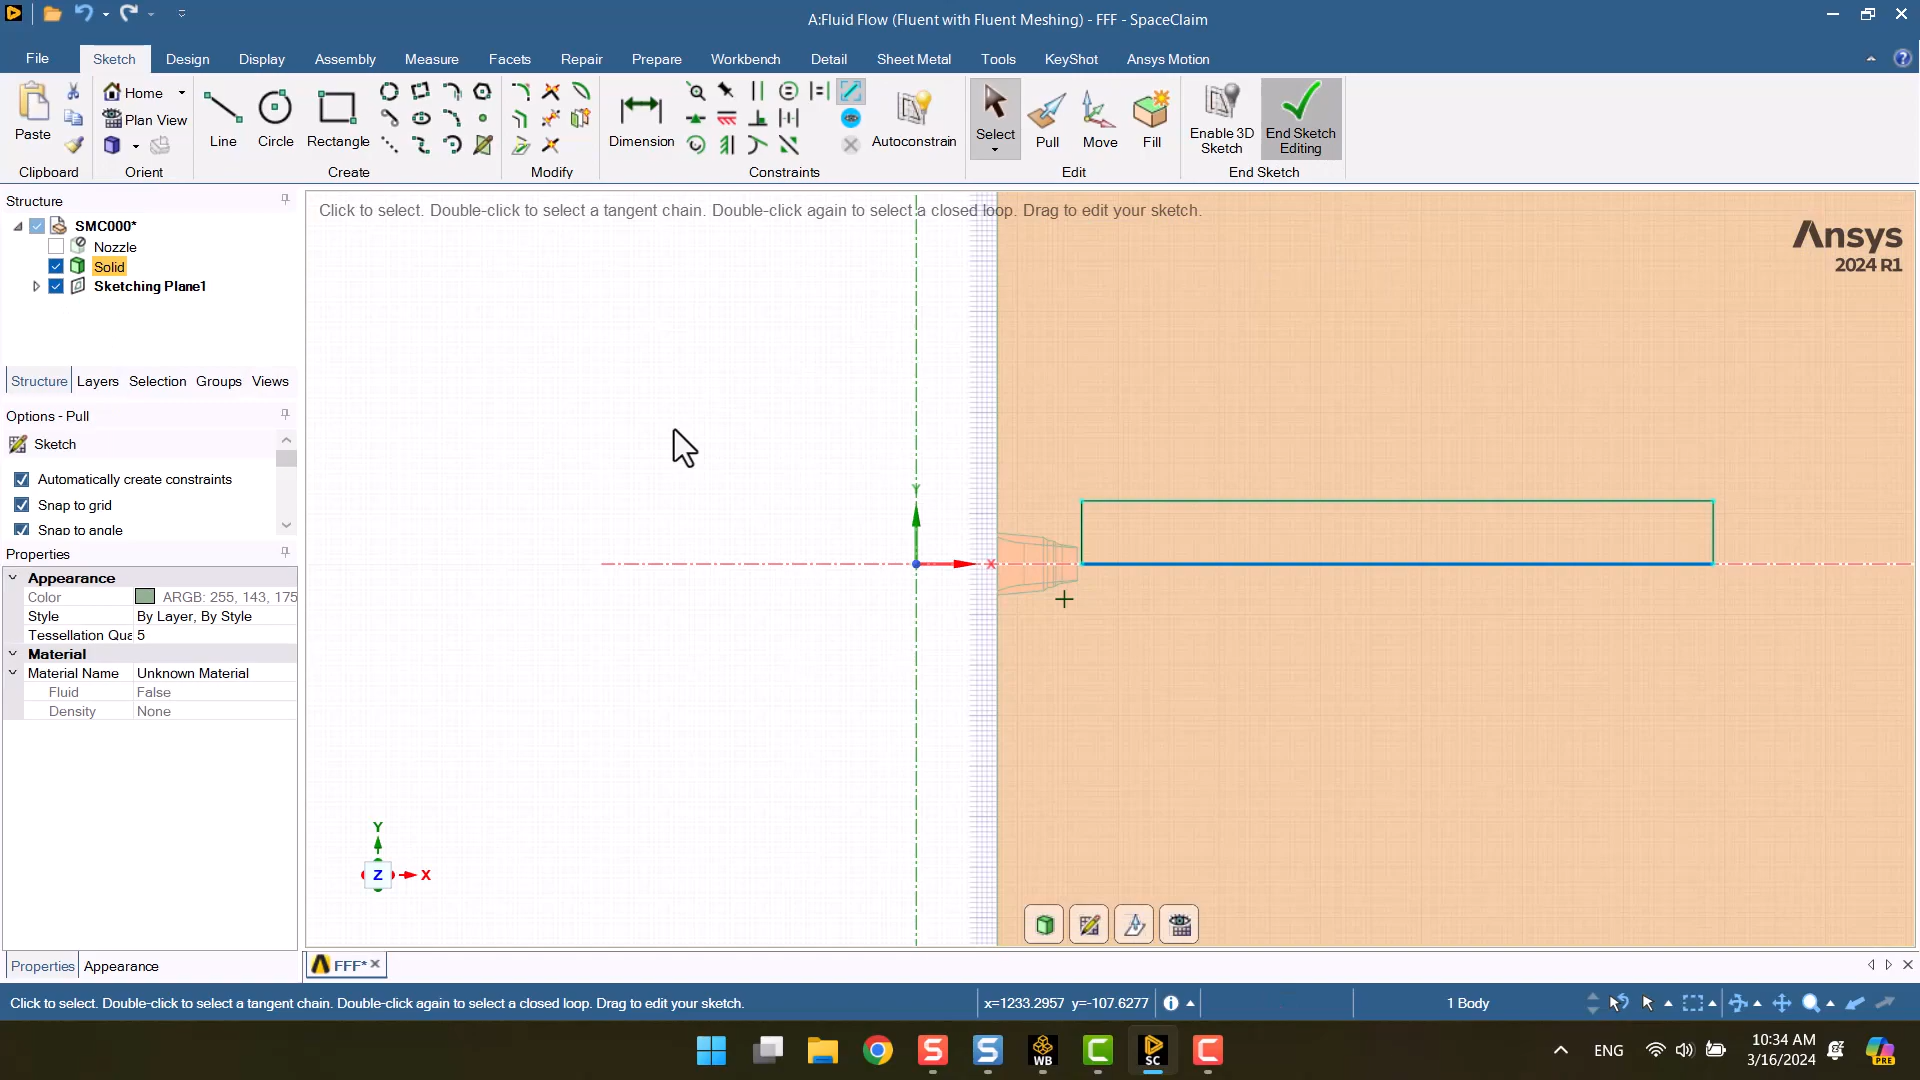 A:Fluid Flow (Fluent with Fluent Meshing) - FFF - SpaceClaim
File
Sketch
Design
Display
Assembly
Measure
Facets
Repair
Prepare
Workbench
Detail
Sheet Metal
Tools
KeyShot
Ansys Motion
Paste
Clipboard
Home
Plan View
Orient
Line
Circle
Rectangle
Create
Modify
Dimension
Autoconstrain
Constraints
Select
Pull
Move
Fill
Edit
Enable 3D
Sketch
End Sketch
Editing
End Sketch
Structure
SMC000*
Nozzle
Solid
Sketching Plane1
Structure
Layers
Selection
Groups
Views
Options - Pull
Sketch
Automatically create constraints
Snap to grid
Snap to angle
Properties
Appearance
Color
ARGB: 255, 143, 175
Style
By Layer, By Style
Tessellation Qua
5
Material
Material Name
Unknown Material
Fluid
False
Density
None
Properties
Appearance
Click to select. Double-click to select a tangent chain. Double-click again to select a closed loop. Drag to edit your sketch.
Ansys
2024 R1
Y
X
Y
Z
X
FFF*
Click to select. Double-click to select a tangent chain. Double-click again to select a closed loop. Drag to edit your sketch.
x=1233.2957 y=-107.6277
1 Body
WB
SC
ENG
10:34 AM
3/16/2024
PRE